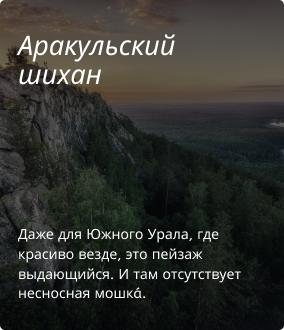 Аракульский
шихан
Даже для Южного Урала, где
красиво везде, это пейзаж
выдающийся. И там отсутствует
несносная мошка́.